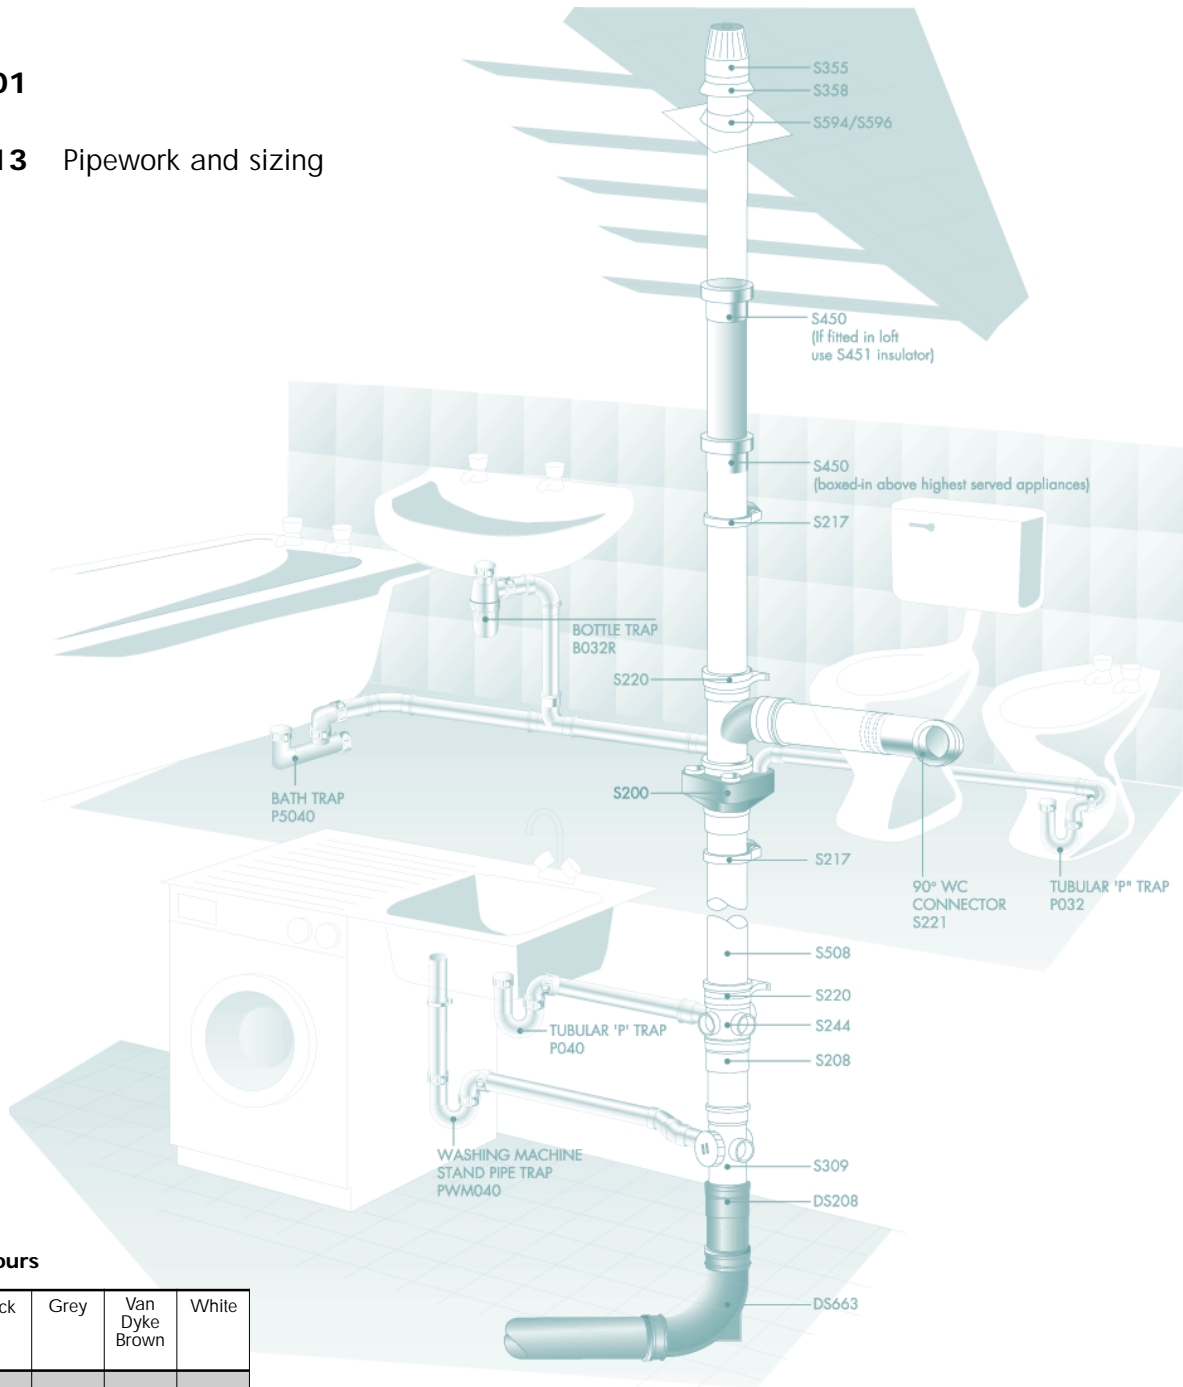 01
13 Pipework and sizing
S355
S358
S594/S596
S450
(If fitted in loft
use S451 insulator)
S450
(boxed-in above highest served appliances)
S217
BOTTLE TRAP
B032R
S220
S200
BATH TRAP
P5040
S217
90° WC
CONNECTOR
S221
TUBULAR 'P" TRAP
P032
S508
S220
S244
TUBULAR 'P' TRAP
P040
S208
WASHING MACHINE
STAND PIPE TRAP
PWM040
S309
DS208
DS663
ours
ck Grey Van Dyke Brown White